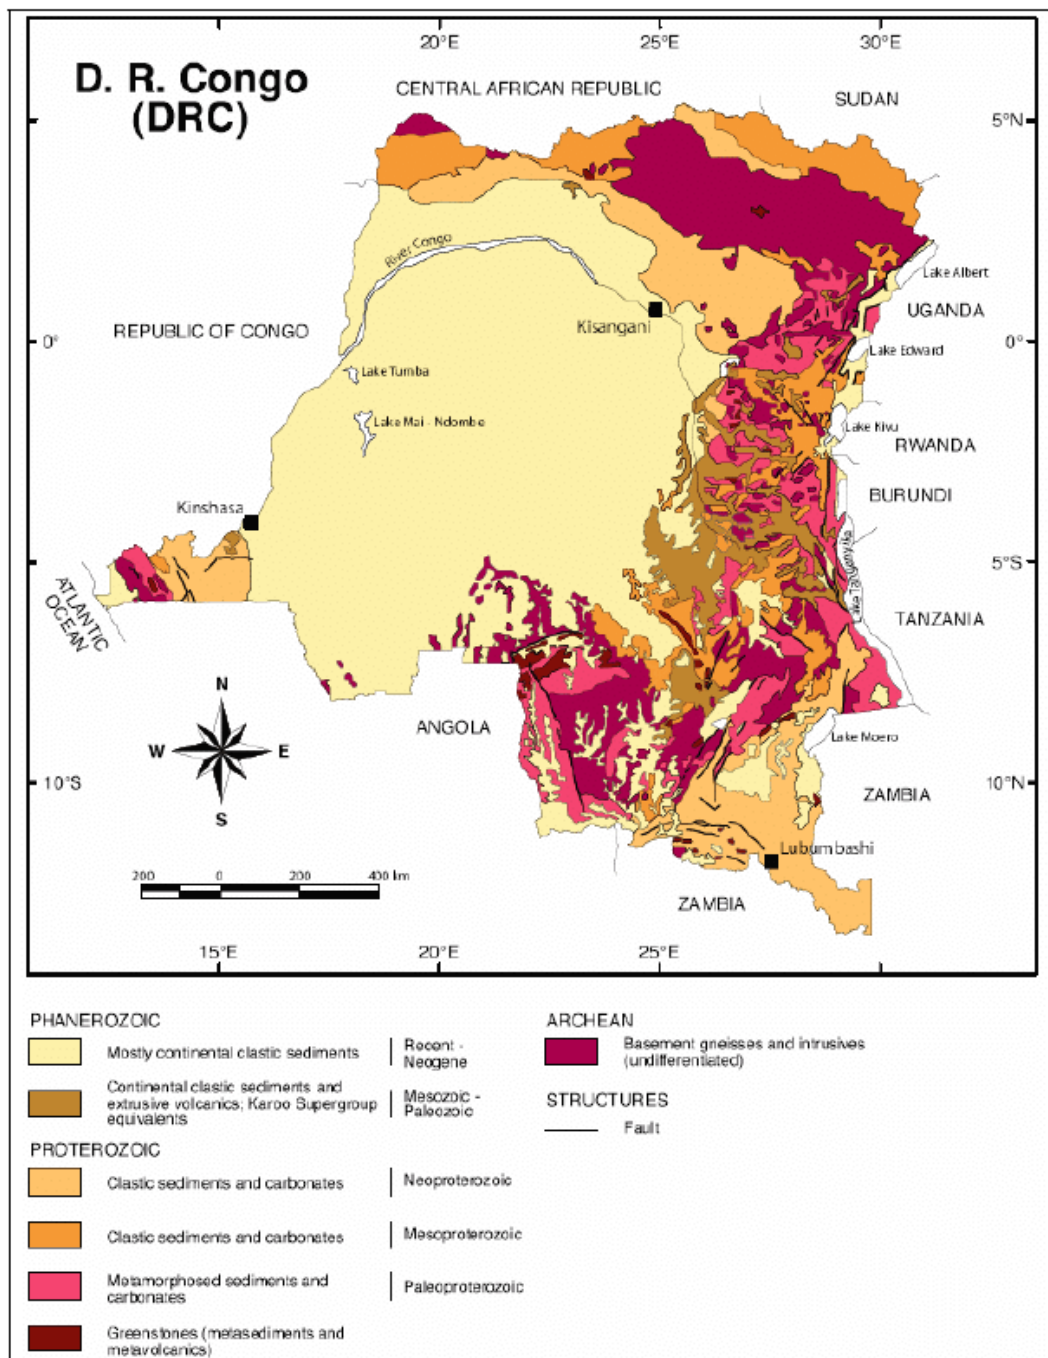 20°E
25°E
30°E
D. R. Congo
(DRC)
CENTRAL AFRICAN REPUBLIC
SUDAN
5°N
River Congo
Lake Albert
UGANDA
Kisangani
REPUBLIC OF CONGO
0°
0°
Lake Edward
Lake Tumba
Lake Mai - Ndombe
Lake Kivu
RWANDA
BURUNDI
Kinshasa
Lake Tanganyika
5°S
ATLANTIC
OCEAN
TANZANIA
N
W
E
S
ANGOLA
Lake Moero
10°S
ZAMBIA
10°N
Lubumbashi
200
0
200
400 km
ZAMBIA
15°E
20°E
25°E
30°E
PHANEROZOIC
Mostly continental clastic sediments
Recent -
Neogene
Continental clastic sediments and
extrusive volcanics; Karoo Supergroup
equivalents
Mesozoic -
Paleozoic
PROTEROZOIC
Clastic sediments and carbonates
Neoproterozoic
Clastic sediments and carbonates
Mesoproterozoic
Metamorphosed sediments and
carbonates
Paleoproterozoic
Greenstones (metasediments and
metavolcanics)
ARCHEAN
Basement gneisses and intrusives
(undifferentiated)
STRUCTURES
Fault